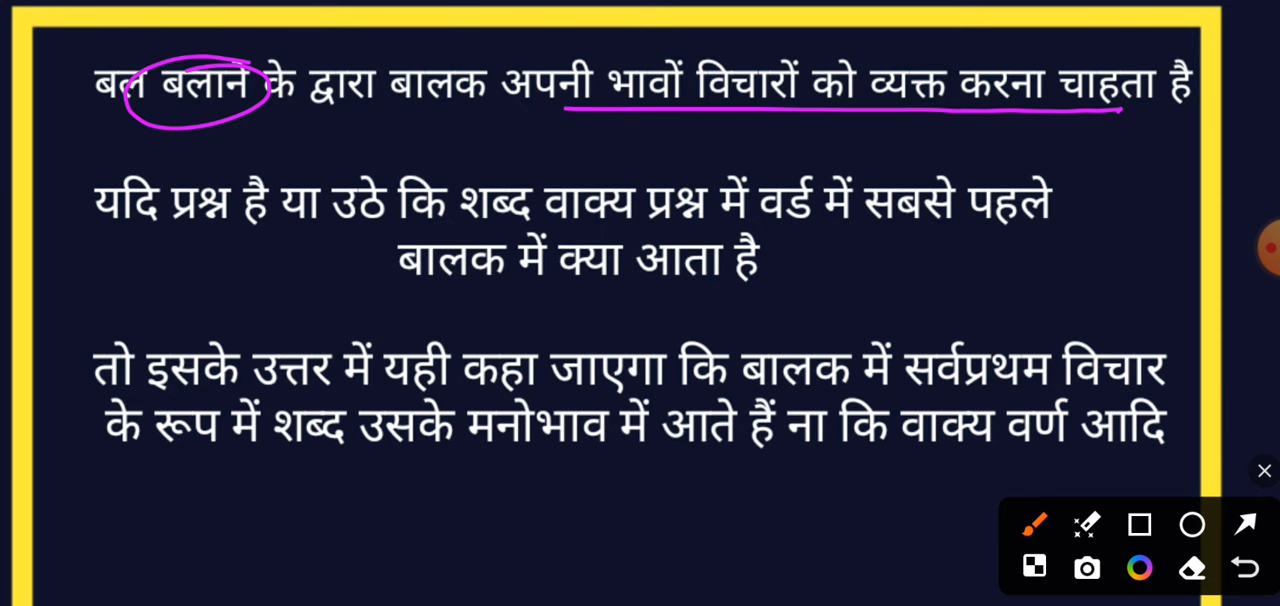 बल बलाने के द्वारा बालक अपनी भावों विचारों को व्यक्त करना चाहता है
यदि प्रश्न है या उठे कि शब्द वाक्य प्रश्न में वर्ड में सबसे पहले
बालक में क्या आता है
तो इसके उत्तर में यही कहा जाएगा कि बालक में सर्वप्रथम विचार
के रूप में शब्द उसके मनोभाव में आते हैं ना कि वाक्य वर्ण आदि